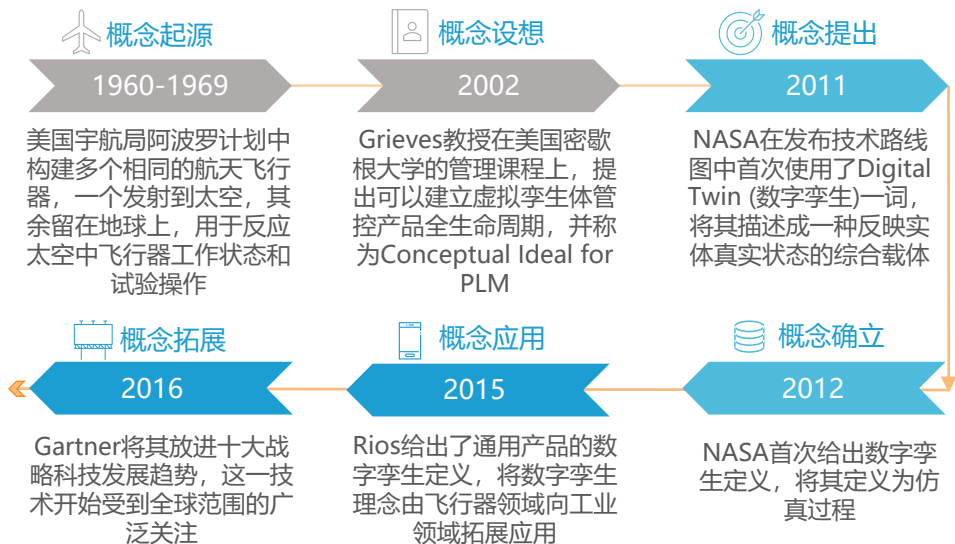 概念起源
1960-1969
美国宇航局阿波罗计划中
构建多个相同的航天飞行
器，一个发射到太空，其
余留在地球上，用于反应
太空中飞行器工作状态和
试验操作
概念设想
2002
Grieves教授在美国密歇
根大学的管理课程上，提
出可以建立虚拟孪生体管
控产品全生命周期，并称
为Conceptual Ideal for
PLM
概念提出
2011
NASA在发布技术路线
图中首次使用了Digital
Twin (数字孪生)一词，
将其描述成一种反映实
体真实状态的综合载体
概念确立
2012
NASA首次给出数字孪
生定义，将其定义为仿
真过程
概念应用
2015
Rios给出了通用产品的数
字孪生定义，将数字孪生
理念由飞行器领域向工业
领域拓展应用
概念拓展
2016
Gartner将其放进十大战
略科技发展趋势，这一技
术开始受到全球范围的广
泛关注